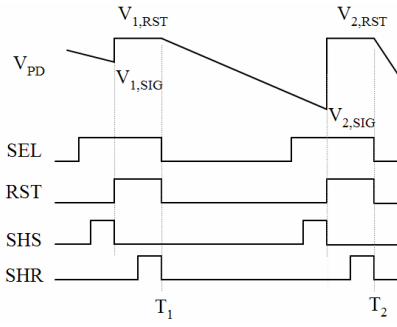 V1,RST
V2,RST
VPD
V1,SIG
V2,SIG
SEL
RST
SHS
SHR
T1
T2